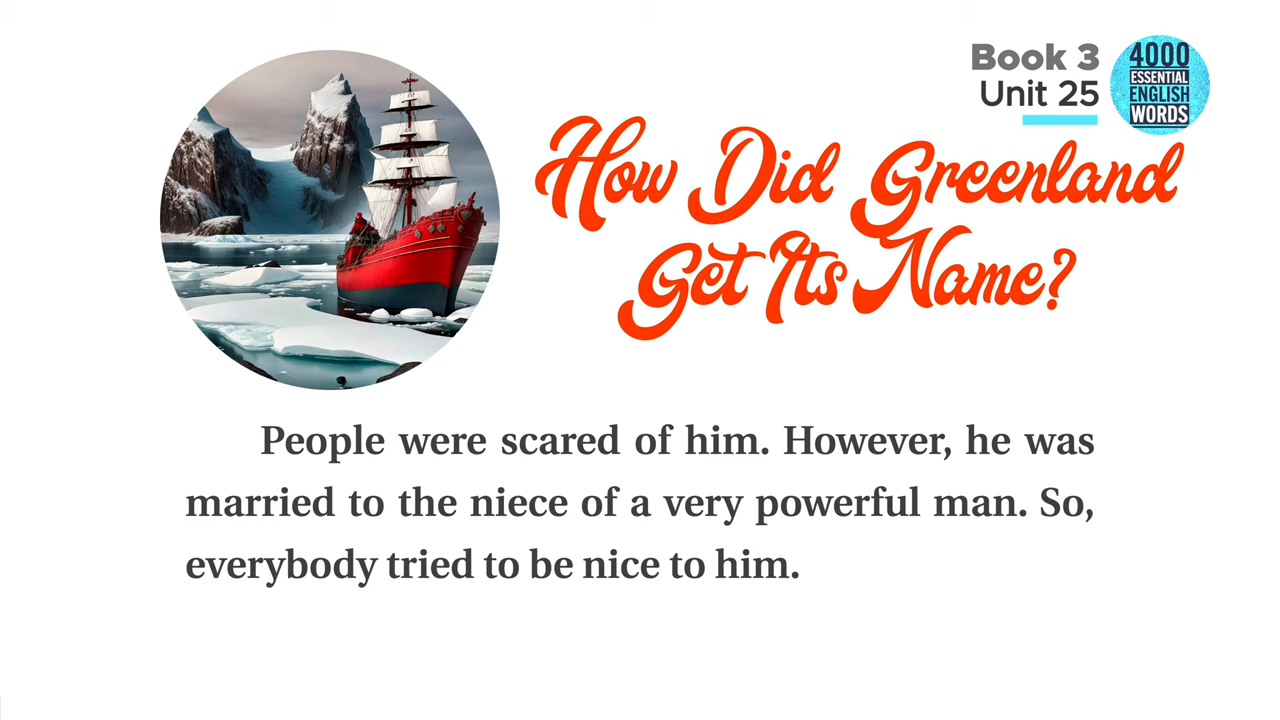 Book 3
Unit 25
4000
ESSENTIAL
ENGLISH
WORDS
How Did Greenland
Get Its Name?
People were scared of him. However, he was
married to the niece of a very powerful man. So,
everybody tried to be nice to him.